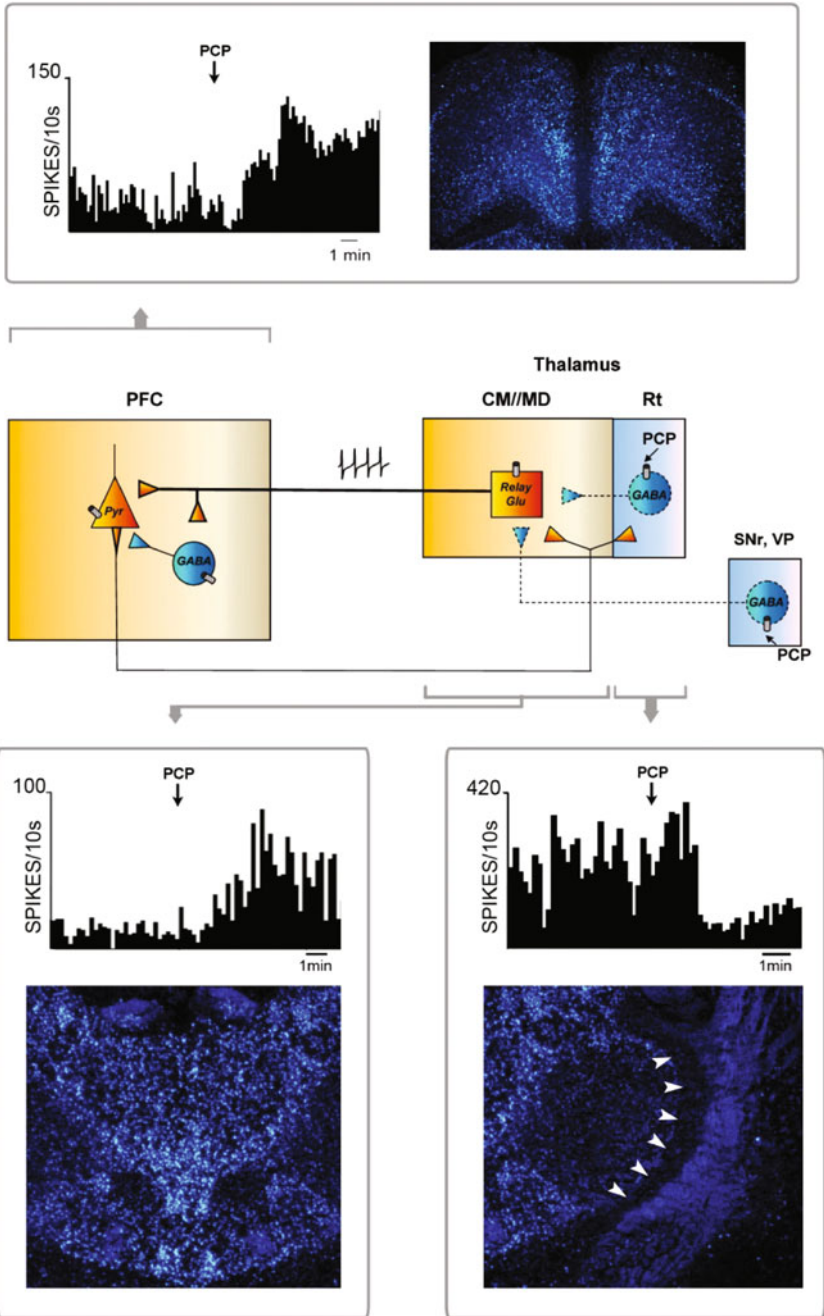 PCP
150
SPIKES/10s
1 min
Thalamus
PFC
CM//MD
Rt
PCP
Pyr
Relay
Glu
GABA
GABA
SNr, VP
GABA
PCP
PCP
100
SPIKES/10s
1min
PCP
420
SPIKES/10s
1min